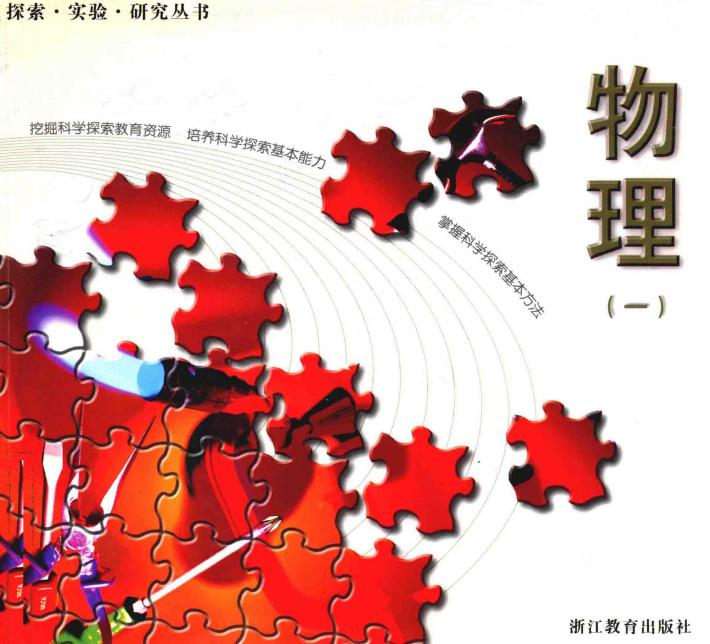 探索·实验·研究丛书
物理
(一)
挖掘科学探索教育资源 培养科学探索基本能力
掌握科学探索基本方法
浙江教育出版社